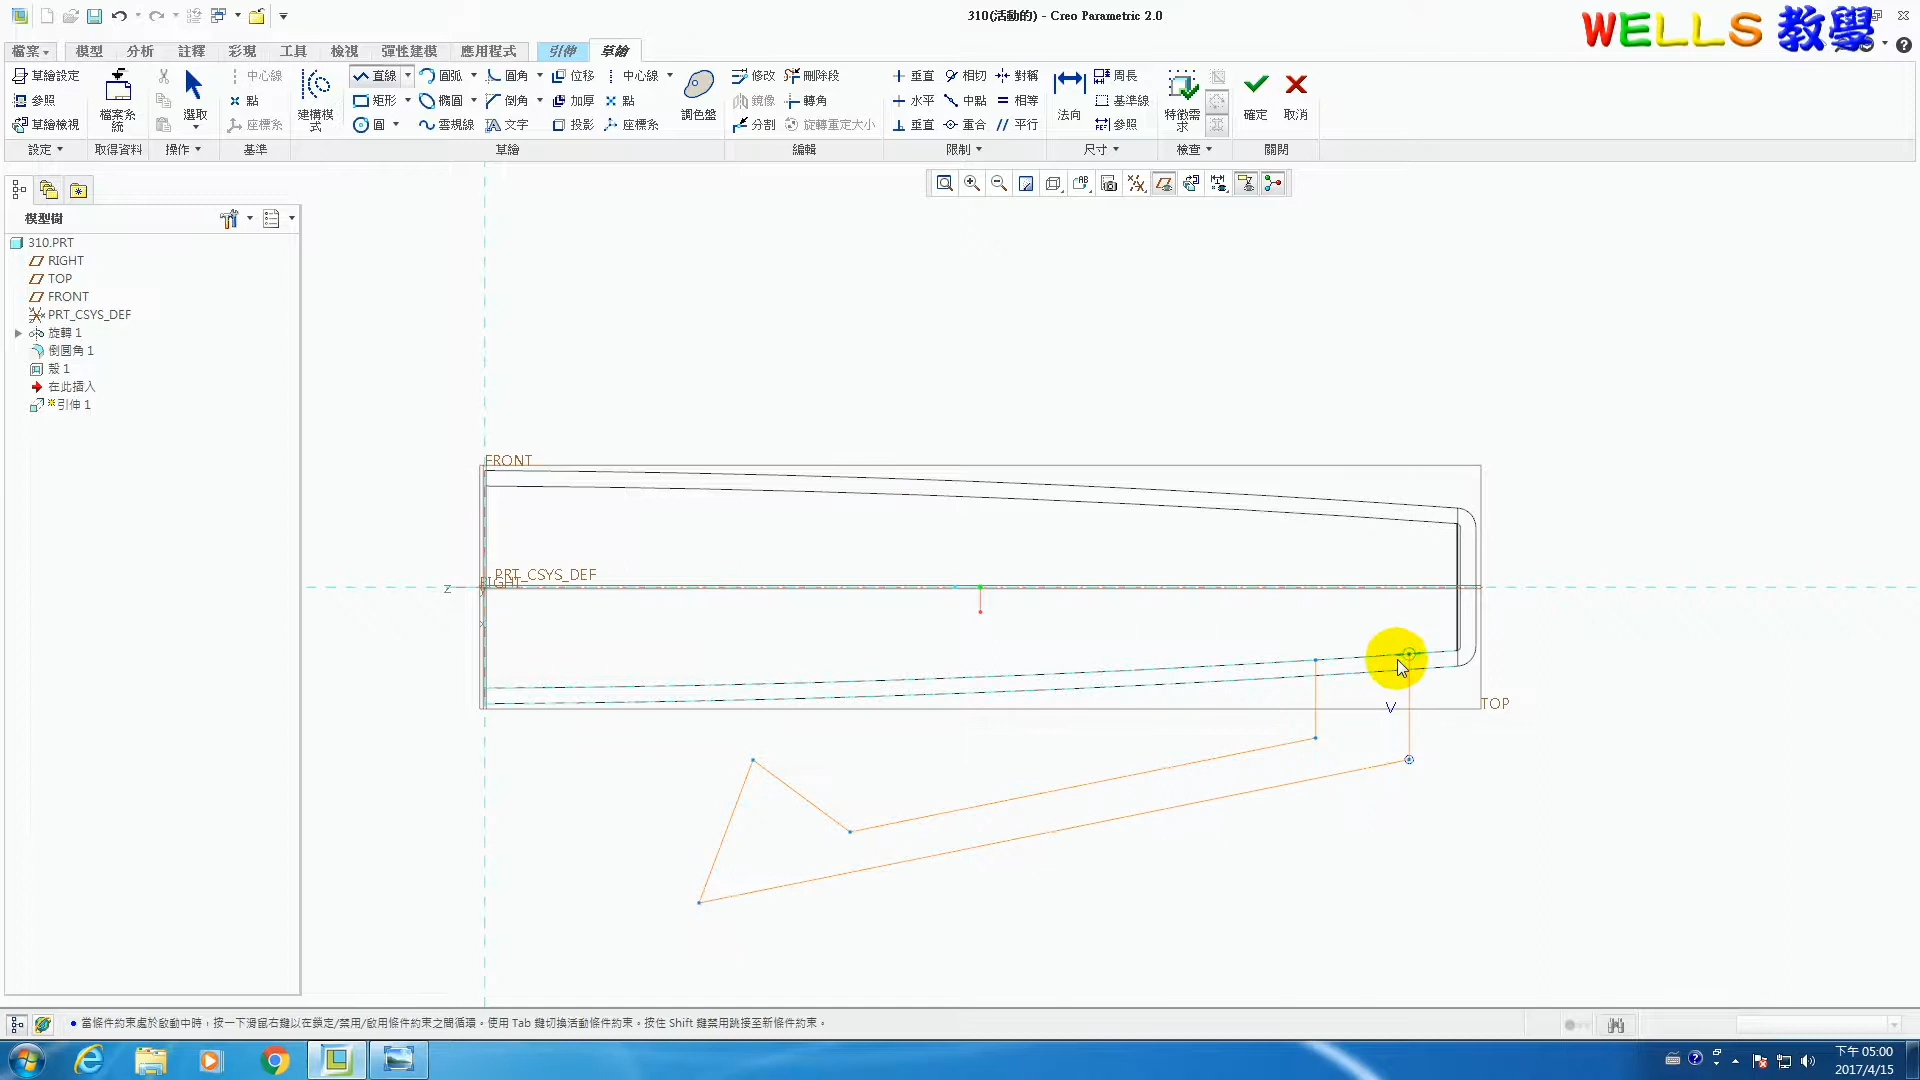 310(活動的) - Creo Parametric 2.0
WELLS 教學
檔案 模型 分析 註釋 彩現 工具 檢視 彈性建模 應用程式 引伸 草繪
草繪設定 參照 草繪檢視
檔案系統
選取
中心線 點 座標系
建構模式
直線 弧 圓角 位移 中心線
矩形 橢圓 倒角 加厚 點
圓 雲規線 文字 投影 座標系
調色盤
修改 刪除段
鏡像 轉角
分割 旋轉重定大小
垂直 相切 對稱
水平 中點 相等
垂直 重合 平行
法向
周長 基準線 參照
特徵需求
確定 取消
設定 取得資料 操作 基準 草繪 編輯 限制 尺寸 檢查 關閉
模型樹
310.PRT
RIGHT
TOP
FRONT
PRT_CSYS_DEF
旋轉 1
倒圓角 1
殼 1
在此插入
引伸 1
FRONT
PRT_CSYS_DEF
RIGHT
Z
TOP
V
當條件約束處於啟動中時，按一下滑鼠右鍵以在鎖定/禁用/啟用條件約束之間循環。使用 Tab 鍵切換活動條件約束。按住 Shift 鍵禁用跳接至新條件約束。
下午 05:00
2017/4/15